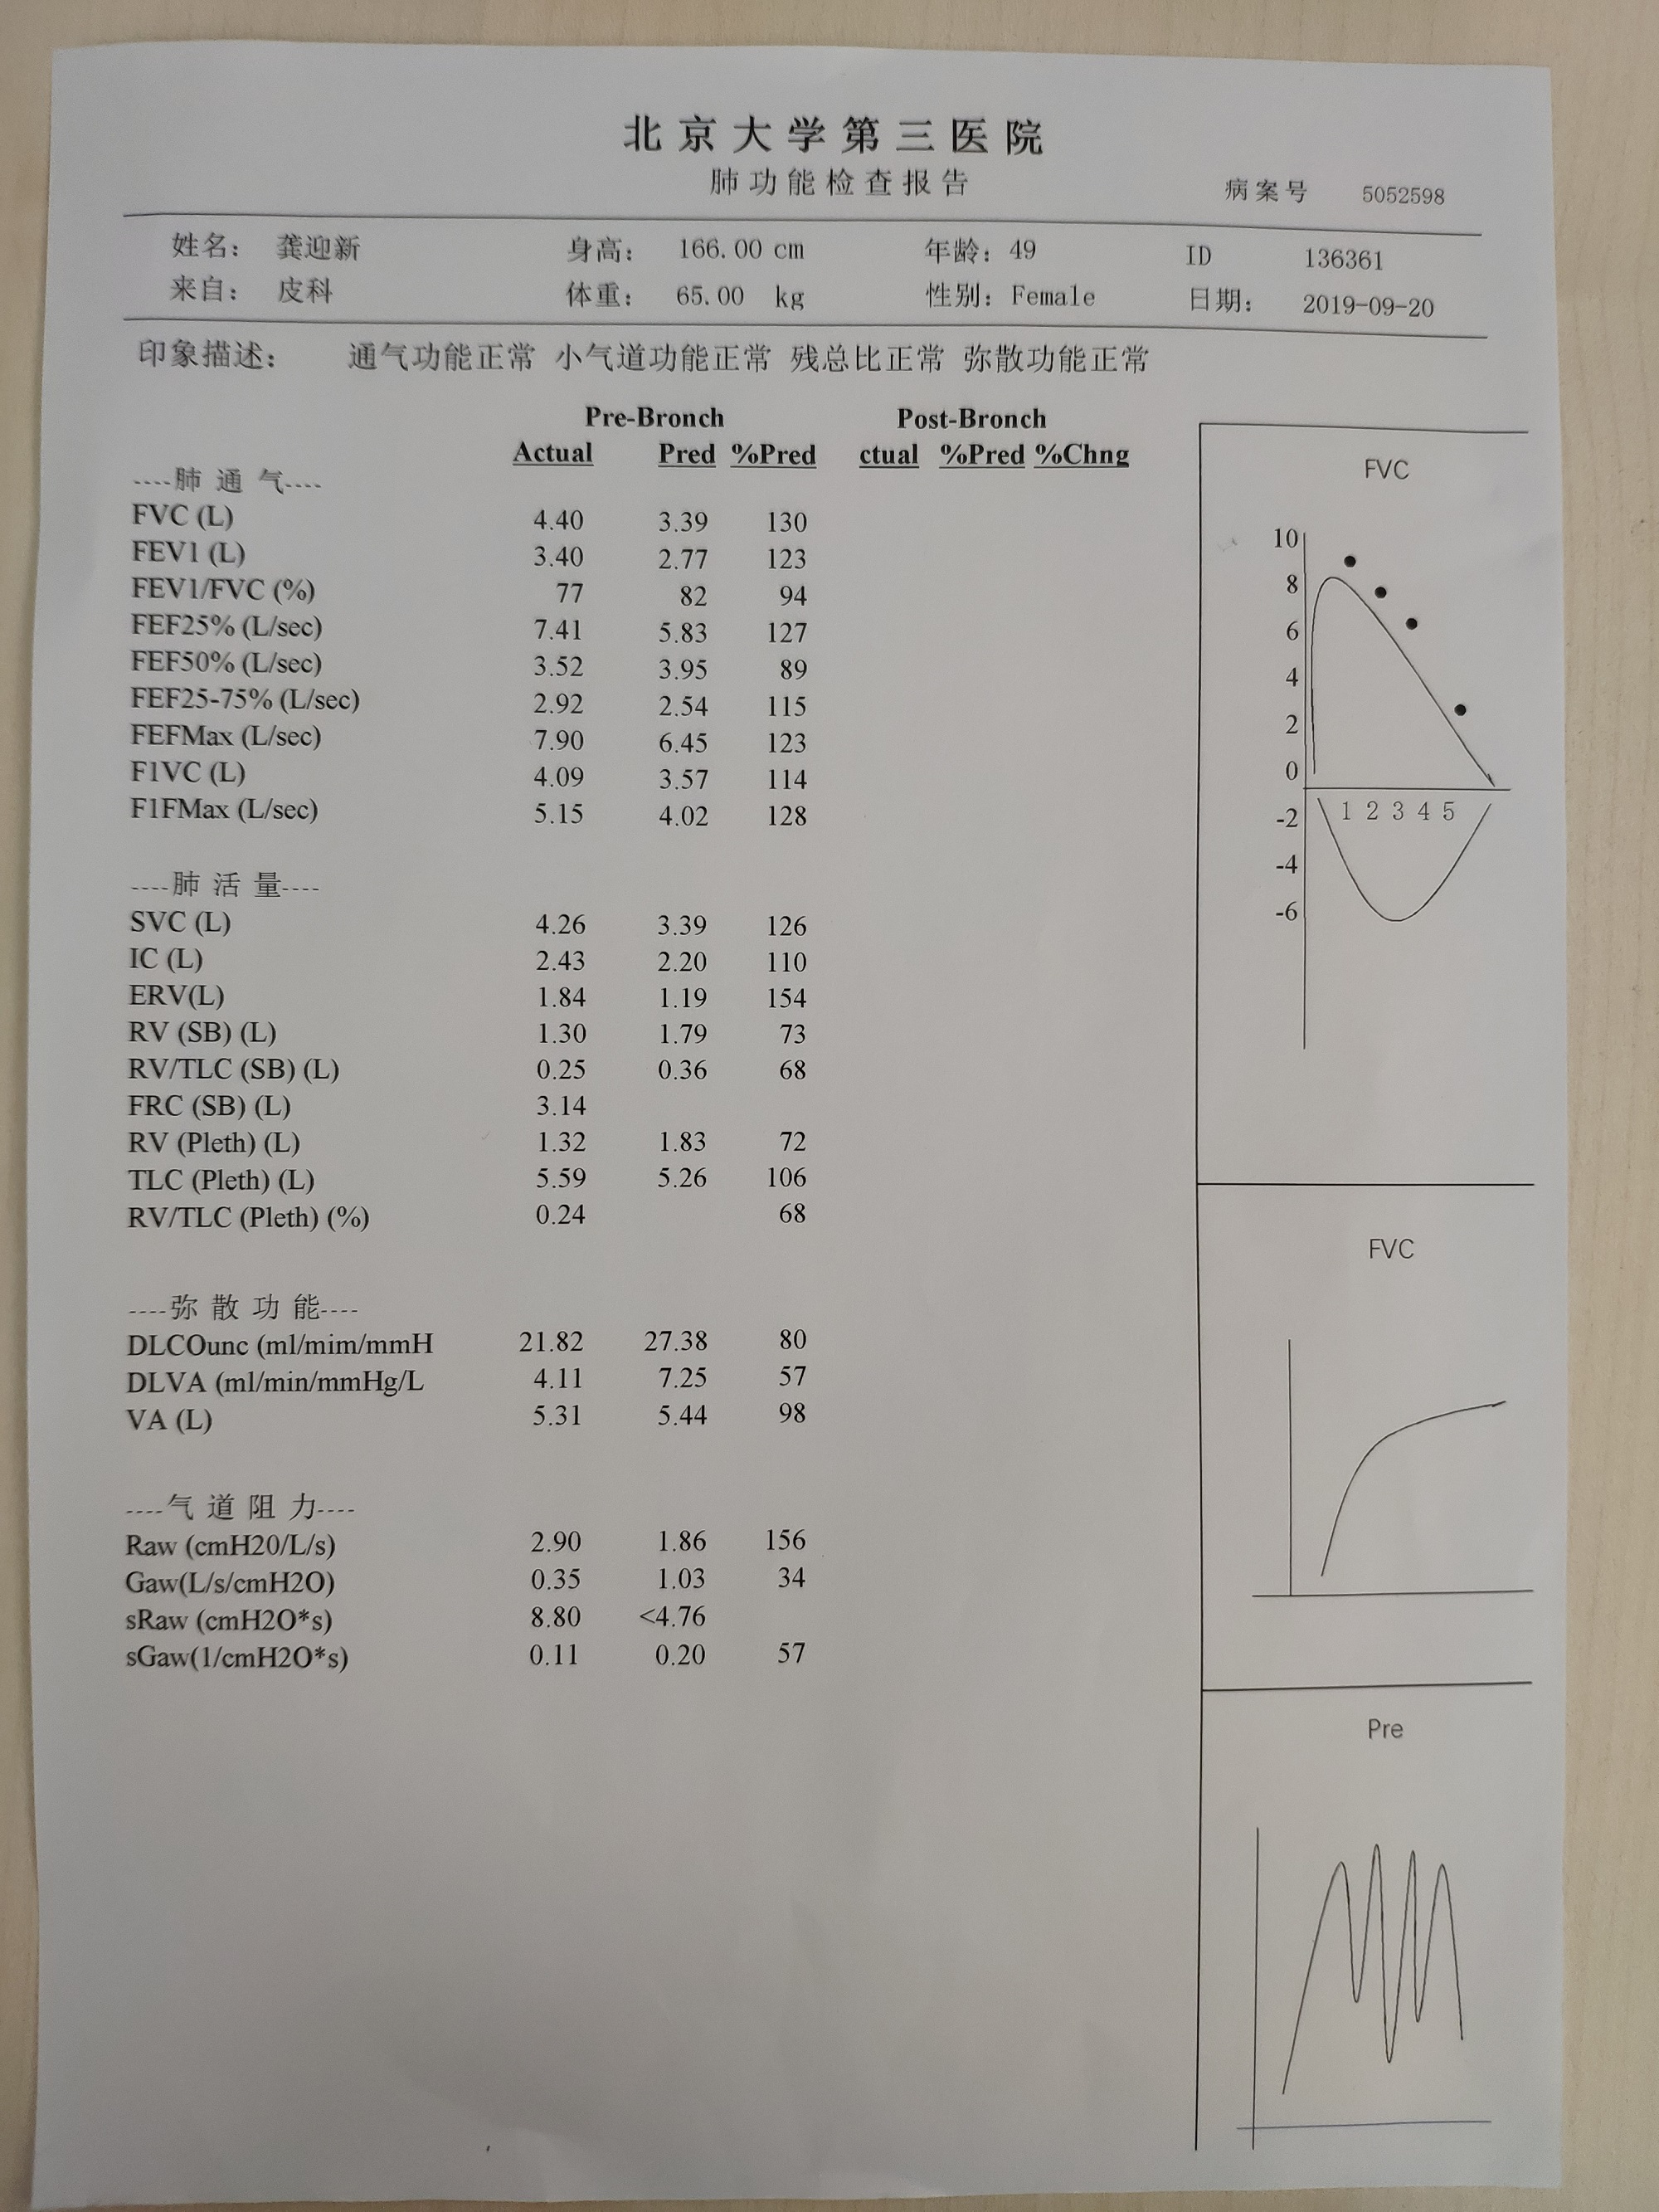 北京大学第三医院
肺功能检查报告
病案号 5052598
姓名： 龚迎新 身高： 166.00 cm 年龄：49 ID 136361
来自： 皮科 体重： 65.00 kg 性别：Female 日期： 2019-09-20
印象描述： 通气功能正常 小气道功能正常 残总比正常 弥散功能正常
Pre-Bronch Post-Bronch
Actual Pred %Pred ctual %Pred %Chng
----肺 通 气----
FVC (L) 4.40 3.39 130
FEV1 (L) 3.40 2.77 123
FEV1/FVC (%) 77 82 94
FEF25% (L/sec) 7.41 5.83 127
FEF50% (L/sec) 3.52 3.95 89
FEF25-75% (L/sec) 2.92 2.54 115
FEFMax (L/sec) 7.90 6.45 123
F1VC (L) 4.09 3.57 114
F1FMax (L/sec) 5.15 4.02 128
----肺 活 量----
SVC (L) 4.26 3.39 126
IC (L) 2.43 2.20 110
ERV(L) 1.84 1.19 154
RV (SB) (L) 1.30 1.79 73
RV/TLC (SB) (L) 0.25 0.36 68
FRC (SB) (L) 3.14
RV (Pleth) (L) 1.32 1.83 72
TLC (Pleth) (L) 5.59 5.26 106
RV/TLC (Pleth) (%) 0.24 68
----弥 散 功 能----
DLCOunc (ml/mim/mmH 21.82 27.38 80
DLVA (ml/min/mmHg/L 4.11 7.25 57
VA (L) 5.31 5.44 98
----气 道 阻 力----
Raw (cmH20/L/s) 2.90 1.86 156
Gaw(L/s/cmH2O) 0.35 1.03 34
sRaw (cmH2O*s) 8.80 <4.76
sGaw(1/cmH2O*s) 0.11 0.20 57
FVC
10
8
6
4
2
0
1 2 3 4 5
-2
-4
-6
FVC
Pre